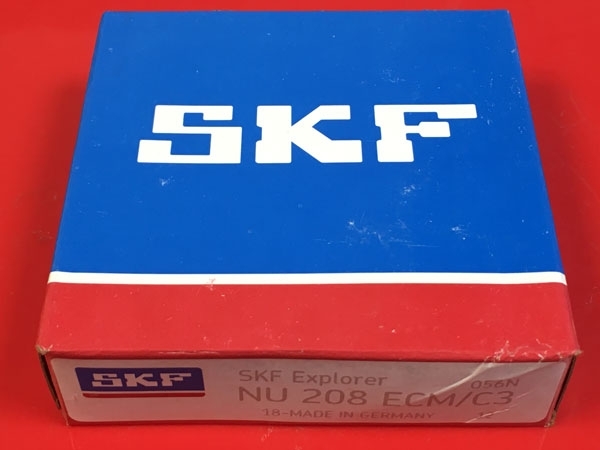 SKF
SKF
SKF Explorer
056N
NU 208 ECM/C3
18-MADE IN GERMANY